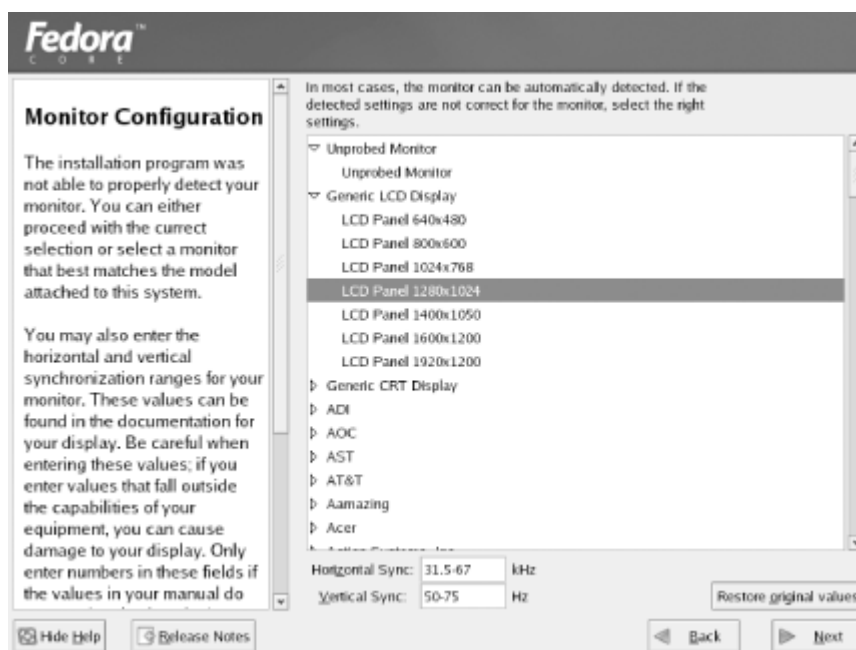 Fedora™
CORE
Monitor Configuration
The installation program was
not able to properly detect your
monitor. You can either
proceed with the currect
selection or select a monitor
that best matches the model
attached to this system.
You may also enter the
horizontal and vertical
synchronization ranges for your
monitor. These values can be
found in the documentation for
your display. Be careful when
entering these values; if you
enter values that fall outside
the capabilities of your
equipment, you can cause
damage to your display. Only
enter numbers in these fields if
the values in your manual do
In most cases, the monitor can be automatically detected. If the
detected settings are not correct for the monitor, select the right
settings.
Unprobed Monitor
Unprobed Monitor
Generic LCD Display
LCD Panel 640x480
LCD Panel 800x600
LCD Panel 1024x768
LCD Panel 1280x1024
LCD Panel 1400x1050
LCD Panel 1600x1200
LCD Panel 1920x1200
Generic CRT Display
ADI
AOC
AST
AT&T
Aamazing
Acer
Horizontal Sync: 31.5-67 kHz
Vertical Sync: 50-75 Hz
Restore original values
Hide Help
Release Notes
Back
Next